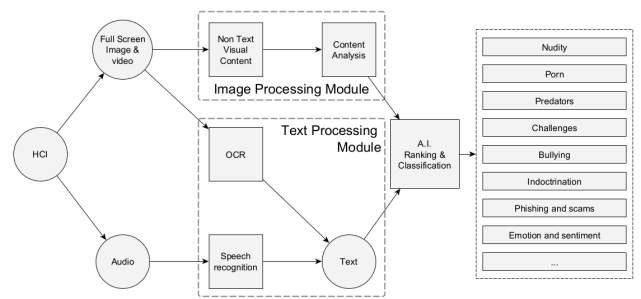 Full Screen
Image &
video
Non Text
Visual
Content
Content
Analysis
Image Processing Module
Nudity
Porn
Predators
Challenges
Bullying
Indoctrination
Phishing and scams
Emotion and sentiment
...
HCI
Text Processing
Module
OCR
A.I.
Ranking &
Classification
Audio
Speech
recognition
Text